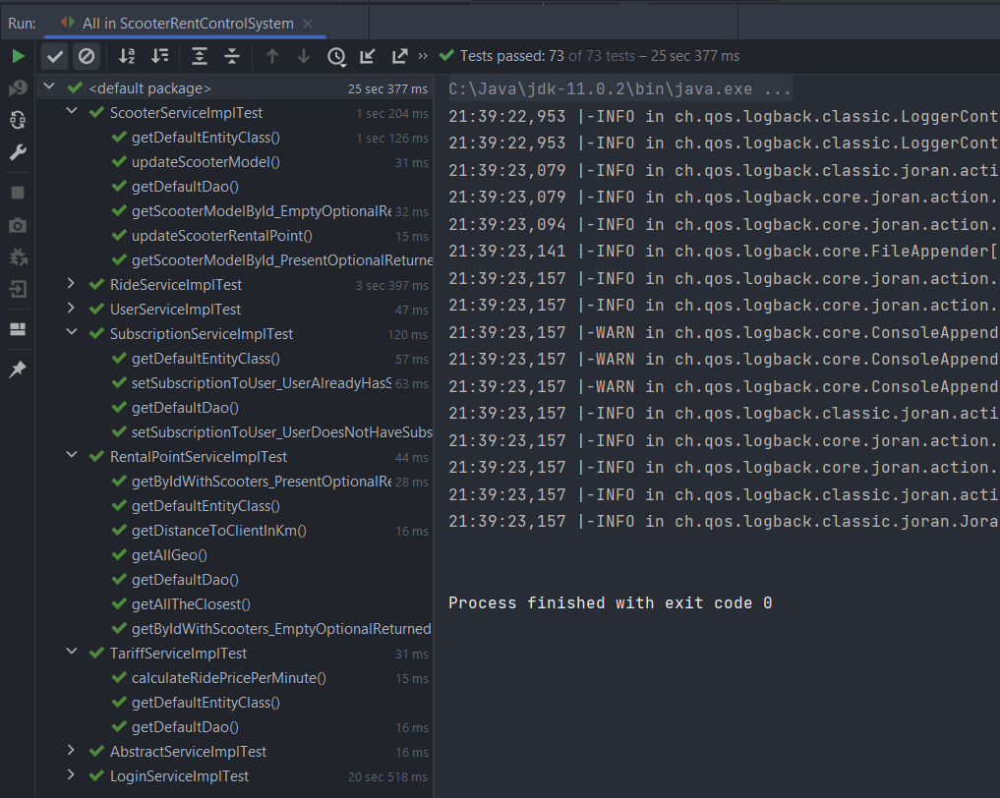 Run: All in ScooterRentControlSystem
Tests passed: 73 of 73 tests – 25 sec 377 ms
<default package> 25 sec 377 ms
ScooterServiceImplTest 1 sec 204 ms
getDefaultEntityClass() 1 sec 126 ms
updateScooterModel() 31 ms
getDefaultDao()
getScooterModelById_EmptyOptionalRe 32 ms
updateScooterRentalPoint() 15 ms
getScooterModelById_PresentOptionalReturne
RideServiceImplTest 3 sec 397 ms
UserServiceImplTest 47 ms
SubscriptionServiceImplTest 120 ms
getDefaultEntityClass() 57 ms
setSubscriptionToUser_UserAlreadyHasS 63 ms
getDefaultDao()
setSubscriptionToUser_UserDoesNotHaveSubs
RentalPointServiceImplTest 44 ms
getByIdWithScooters_PresentOptionalRe 28 ms
getDefaultEntityClass()
getDistanceToClientInKm() 16 ms
getAllGeo()
getDefaultDao()
getAllTheClosest()
getByIdWithScooters_EmptyOptionalReturned
TariffServiceImplTest 31 ms
calculateRidePricePerMinute() 15 ms
getDefaultEntityClass()
getDefaultDao() 16 ms
AbstractServiceImplTest 16 ms
LoginServiceImplTest 20 sec 518 ms
C:\Java\jdk-11.0.2\bin\java.exe ...
21:39:22,953 |-INFO in ch.qos.logback.classic.LoggerCont
21:39:22,953 |-INFO in ch.qos.logback.classic.LoggerCont
21:39:23,079 |-INFO in ch.qos.logback.classic.joran.acti
21:39:23,079 |-INFO in ch.qos.logback.core.joran.action.
21:39:23,094 |-INFO in ch.qos.logback.core.joran.action.
21:39:23,141 |-INFO in ch.qos.logback.core.FileAppender[
21:39:23,157 |-INFO in ch.qos.logback.core.joran.action.
21:39:23,157 |-INFO in ch.qos.logback.core.joran.action.
21:39:23,157 |-WARN in ch.qos.logback.core.ConsoleAppend
21:39:23,157 |-WARN in ch.qos.logback.core.ConsoleAppend
21:39:23,157 |-WARN in ch.qos.logback.core.ConsoleAppend
21:39:23,157 |-INFO in ch.qos.logback.classic.joran.acti
21:39:23,157 |-INFO in ch.qos.logback.core.joran.action.
21:39:23,157 |-INFO in ch.qos.logback.core.joran.action.
21:39:23,157 |-INFO in ch.qos.logback.classic.joran.acti
21:39:23,157 |-INFO in ch.qos.logback.classic.joran.Jora
Process finished with exit code 0